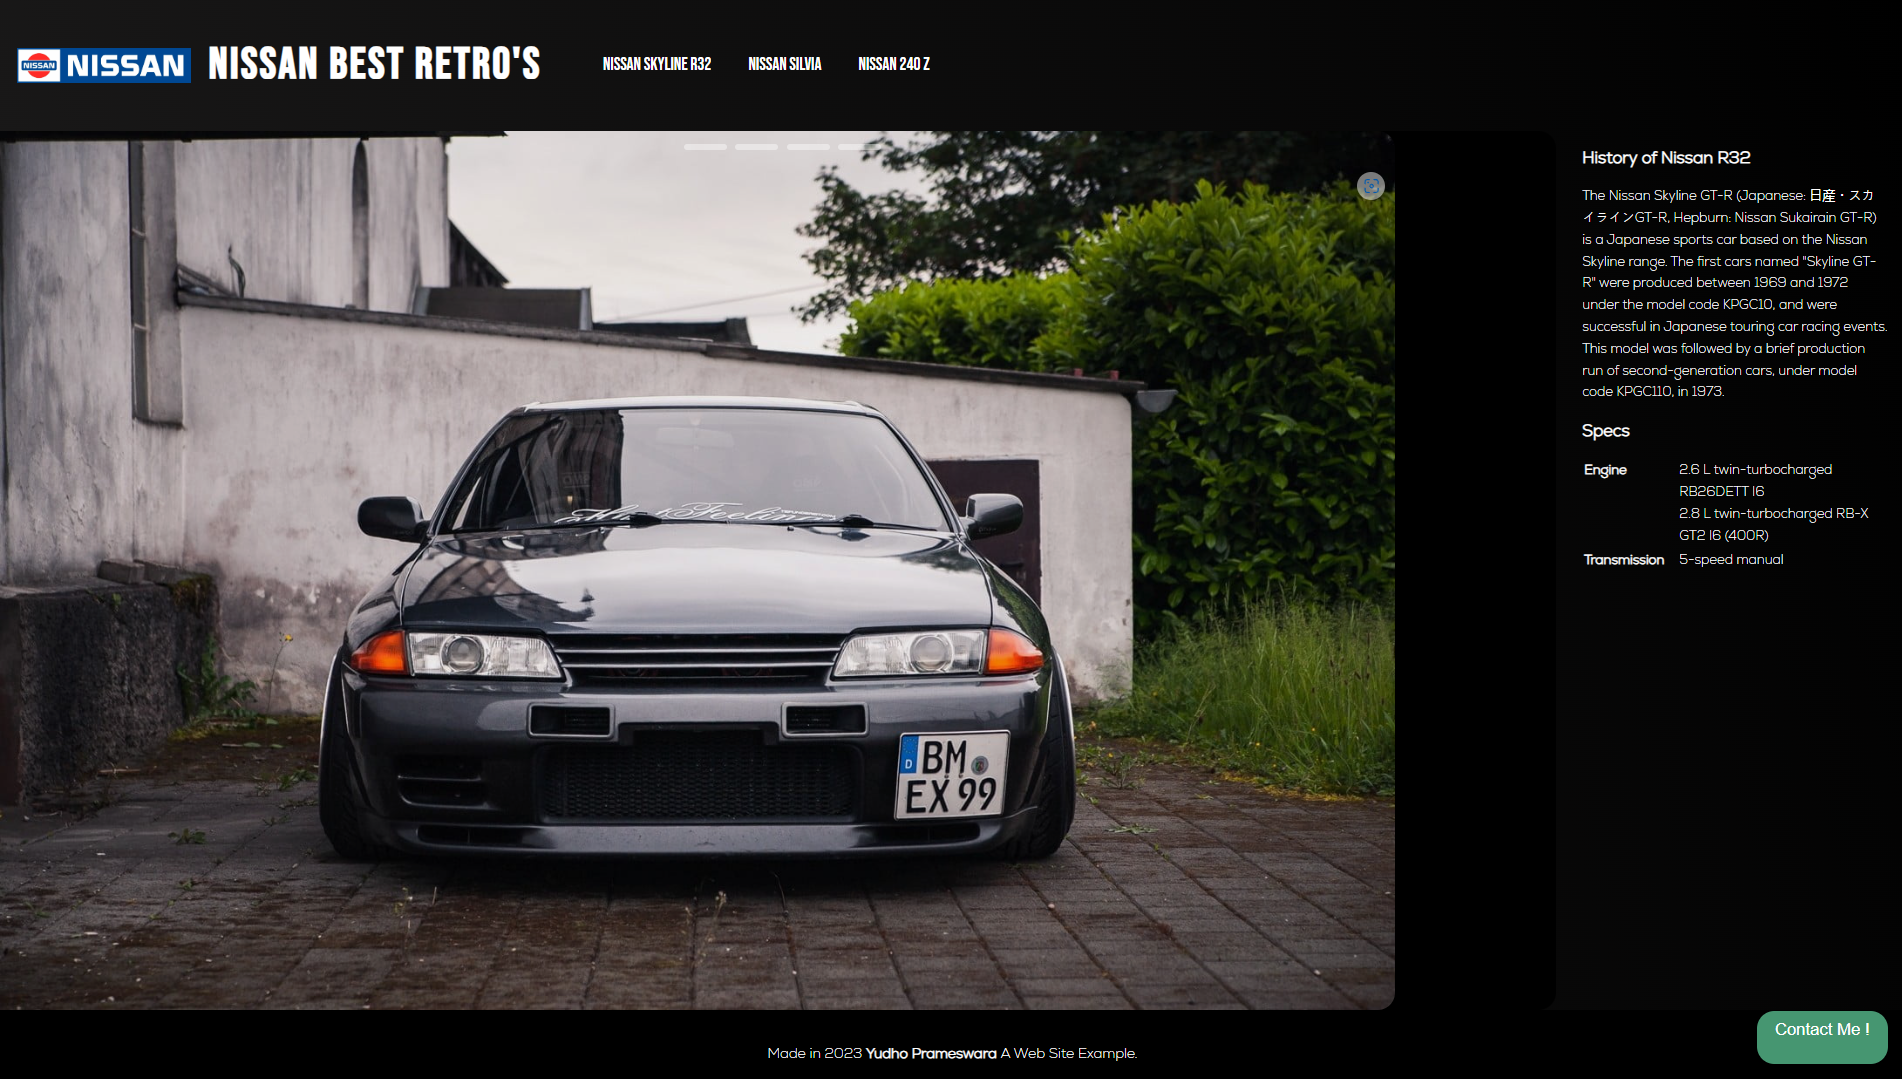 NISSAN NISSAN NISSAN BEST RETRO'S NISSAN SKYLINE R32 NISSAN SILVIA NISSAN 240 Z
History of Nissan R32
The Nissan Skyline GT-R (Japanese: 日産・スカ
イラインGT-R, Hepburn: Nissan Sukairain GT-R)
is a Japanese sports car based on the Nissan
Skyline range. The first cars named "Skyline GT-
R" were produced between 1969 and 1972
under the model code KPGC10, and were
successful in Japanese touring car racing events.
This model was followed by a brief production
run of second-generation cars, under model
code KPGC110, in 1973.
Specs
Engine 2.6 L twin-turbocharged
RB26DETT I6
2.8 L twin-turbocharged RB-X
GT2 I6 (400R)
Transmission 5-speed manual
D BM
EX 99
Contact Me !
Made in 2023 Yudho Prameswara A Web Site Example.